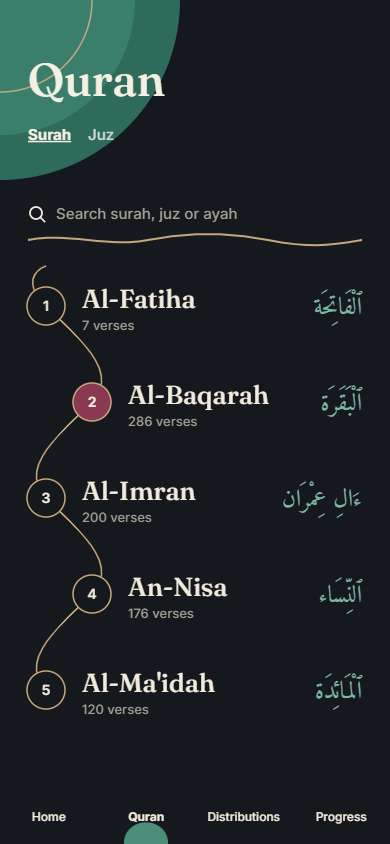 Quran
Surah Juz
Search surah, juz or ayah
1 Al-Fatiha ٱلْفَاتِحَة
7 verses
2 Al-Baqarah ٱلْبَقَرَة
286 verses
3 Al-Imran ءَالِ عِمْرَان
200 verses
4 An-Nisa ٱلنِّسَاء
176 verses
5 Al-Ma'idah ٱلْمَائِدَة
120 verses
Home Quran Distributions Progress